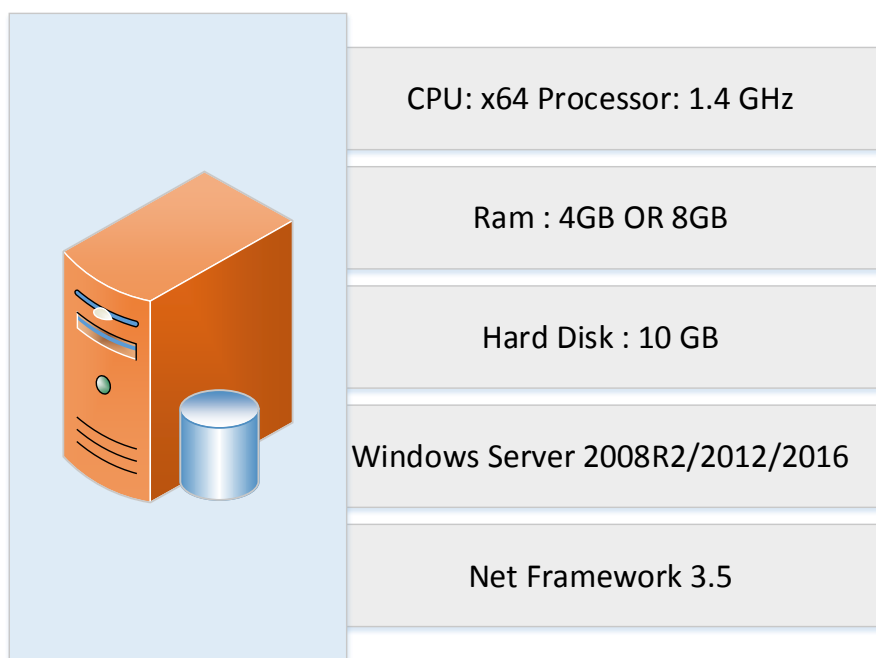 CPU: x64 Processor: 1.4 GHz
Ram : 4GB OR 8GB
Hard Disk : 10 GB
Windows Server 2008R2/2012/2016
Net Framework 3.5